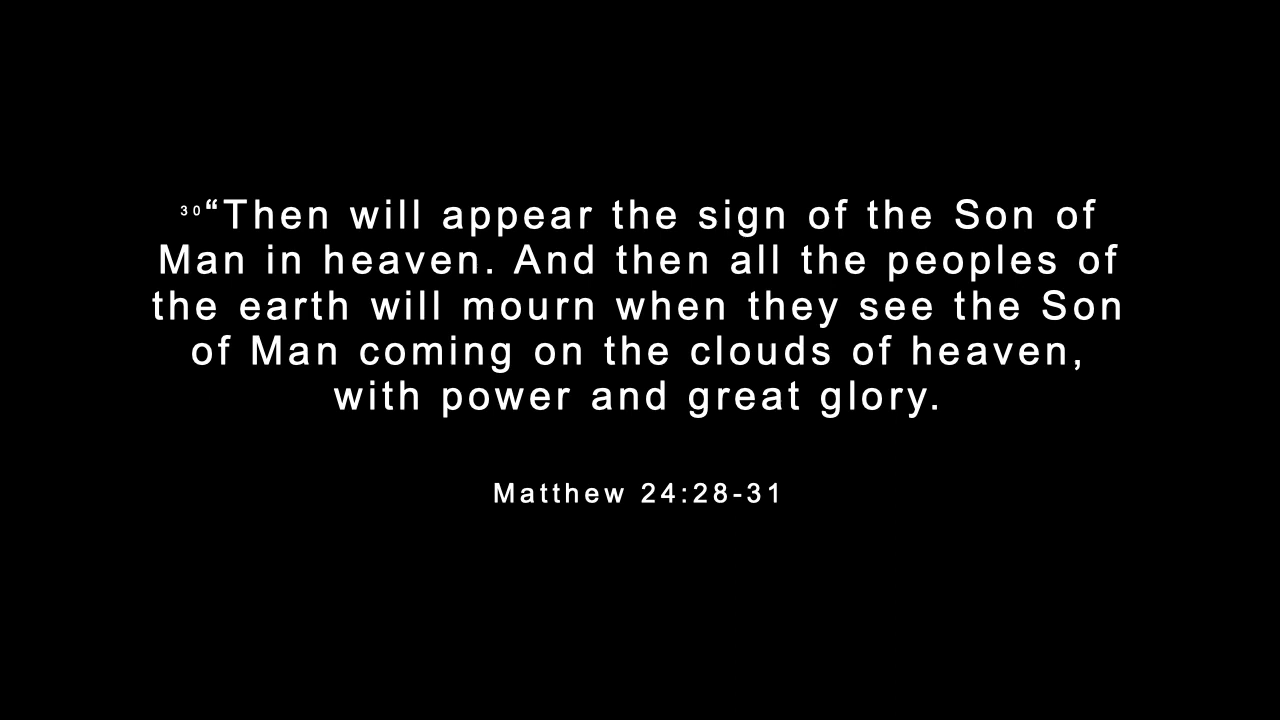 30“Then will appear the sign of the Son of
Man in heaven. And then all the peoples of
the earth will mourn when they see the Son
of Man coming on the clouds of heaven,
with power and great glory.
Matthew 24:28-31